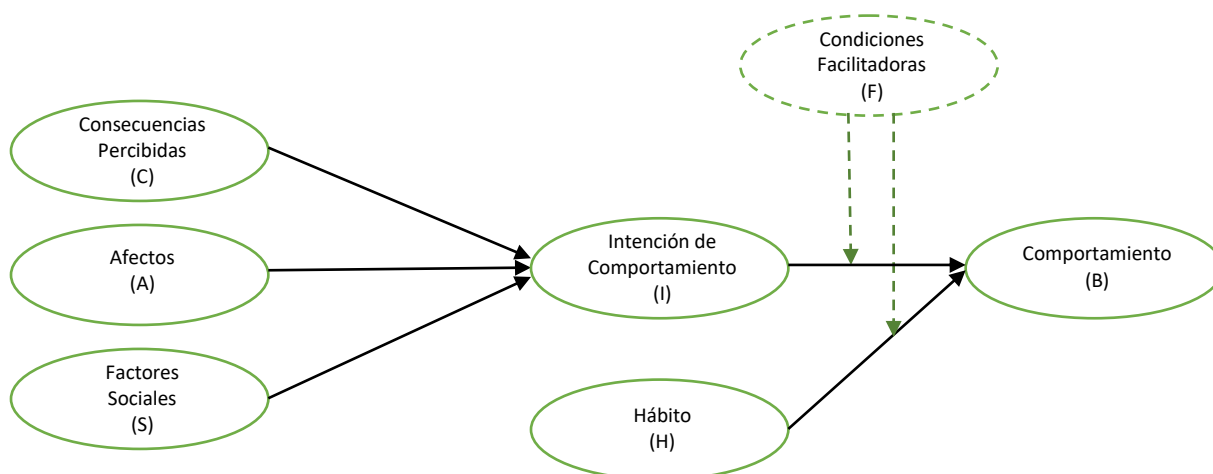 Condiciones
Facilitadoras
(F)
Consecuencias
Percibidas
(C)
Afectos
(A)
Factores
Sociales
(S)
Intención de
Comportamiento
(I)
Hábito
(H)
Comportamiento
(B)